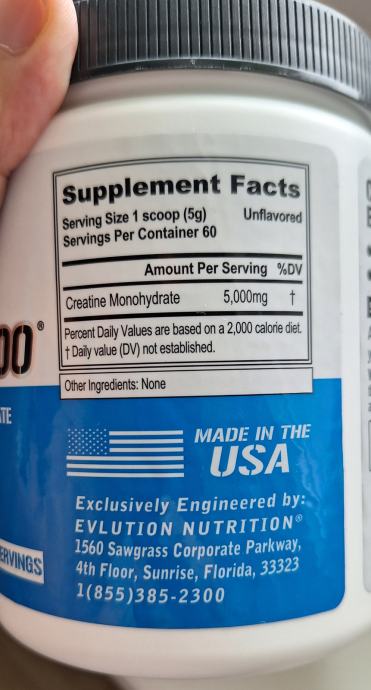 Supplement Facts
Serving Size 1 scoop (5g) Unflavored
Servings Per Container 60
Amount Per Serving %DV
Creatine Monohydrate 5,000mg †
Percent Daily Values are based on a 2,000 calorie diet.
† Daily value (DV) not established.
Other Ingredients: None
00®
ATE
ERVINGS
MADE IN THE
USA
Exclusively Engineered by:
EVLUTION NUTRITION®
1560 Sawgrass Corporate Parkway,
4th Floor, Sunrise, Florida, 33323
1(855)385-2300